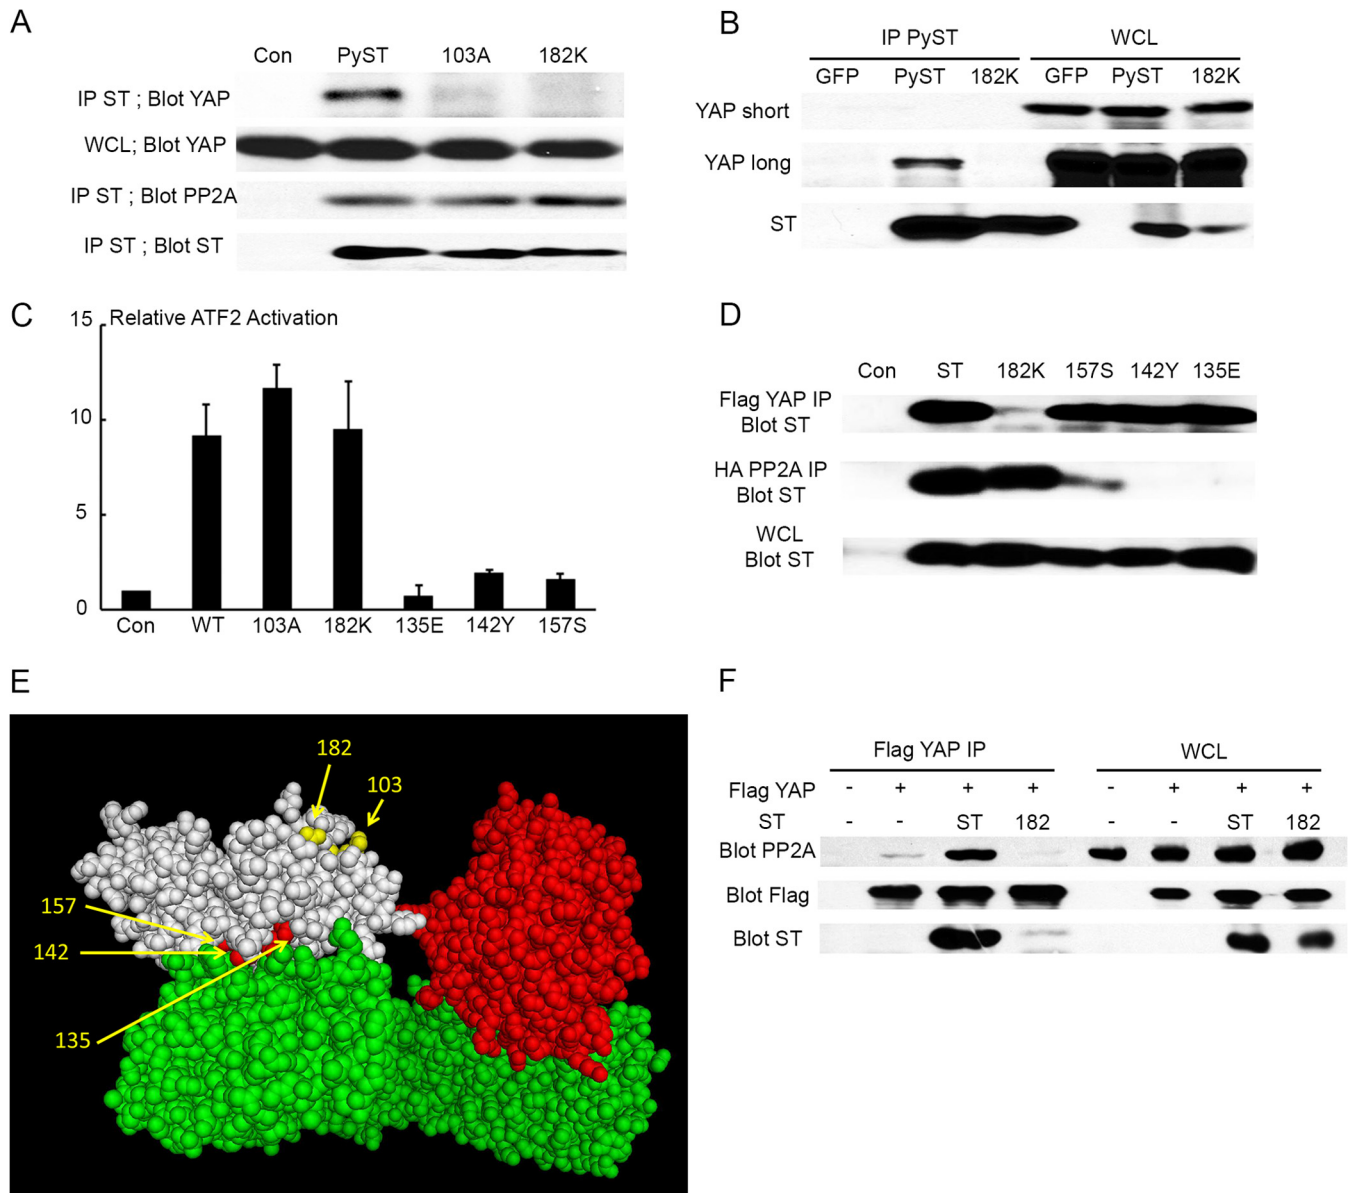 A
Con PyST 103A 182K
IP ST ; Blot YAP
WCL; Blot YAP
IP ST ; Blot PP2A
IP ST ; Blot ST
B
IP PyST WCL
GFP PyST 182K GFP PyST 182K
YAP short
YAP long
ST
C
Relative ATF2 Activation
15
10
5
0
Con WT 103A 182K 135E 142Y 157S
D
Con ST 182K 157S 142Y 135E
Flag YAP IP
Blot ST
HA PP2A IP
Blot ST
WCL
Blot ST
E
182
103
157
142
135
F
Flag YAP IP WCL
Flag YAP - + + + - + + +
ST - - ST 182 - - ST 182
Blot PP2A
Blot Flag
Blot ST